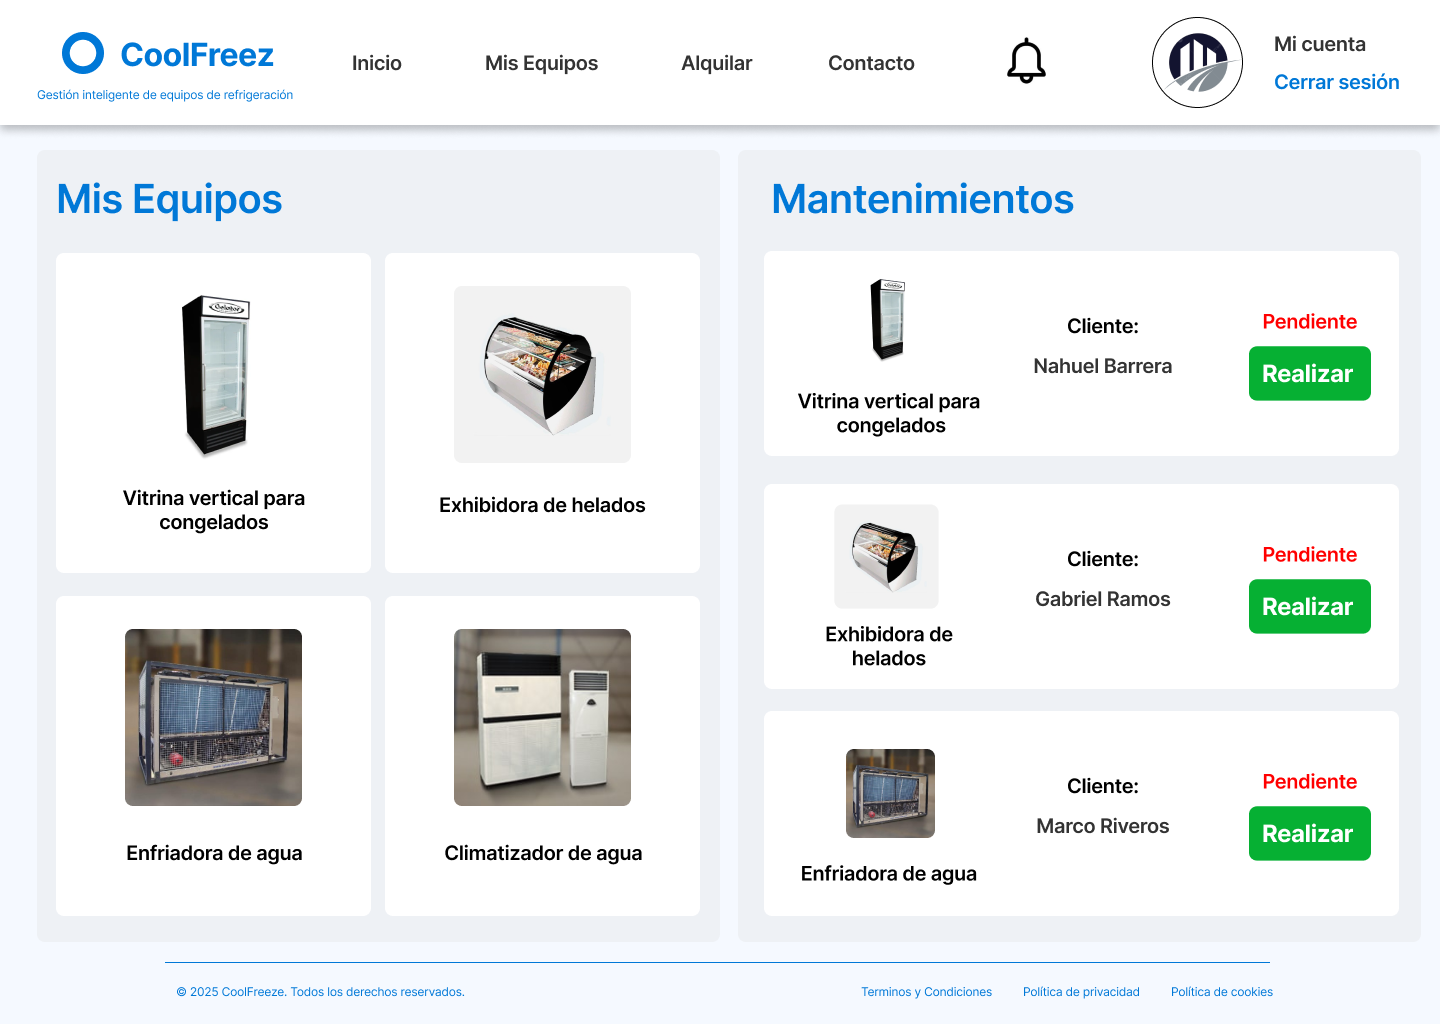 CoolFreez
Gestión inteligente de equipos de refrigeración
Inicio
Mis Equipos
Alquilar
Contacto
Mi cuenta
Cerrar sesión
Mis Equipos
Vitrina vertical para
congelados
Exhibidora de helados
Enfriadora de agua
Climatizador de agua
Mantenimientos
Vitrina vertical para
congelados
Cliente:
Nahuel Barrera
Pendiente
Realizar
Exhibidora de
helados
Cliente:
Gabriel Ramos
Pendiente
Realizar
Enfriadora de agua
Cliente:
Marco Riveros
Pendiente
Realizar
© 2025 CoolFreeze. Todos los derechos reservados.
Terminos y Condiciones
Política de privacidad
Política de cookies